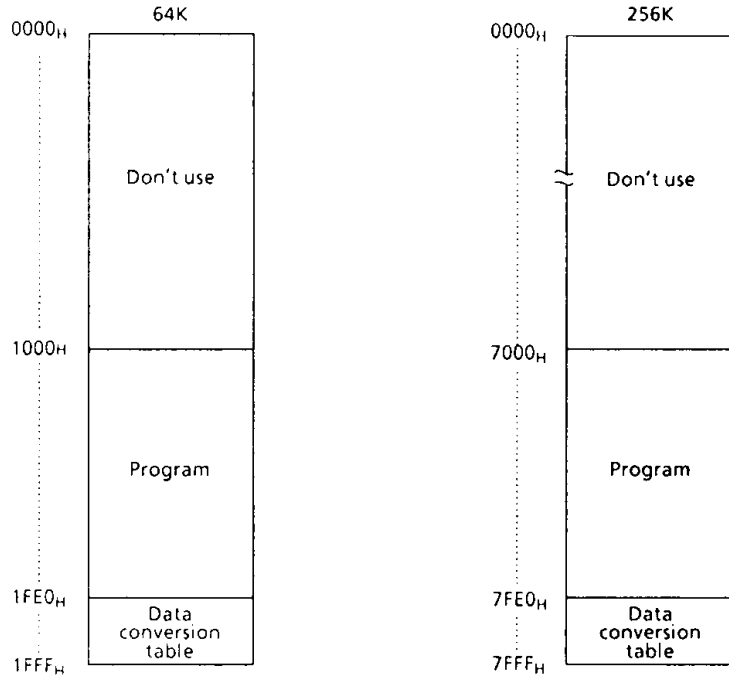 64K
0000H
Don't use
1000H
Program
1FE0H
Data
conversion
table
1FFFH
256K
0000H
Don't use
7000H
Program
7FE0H
Data
conversion
table
7FFFH